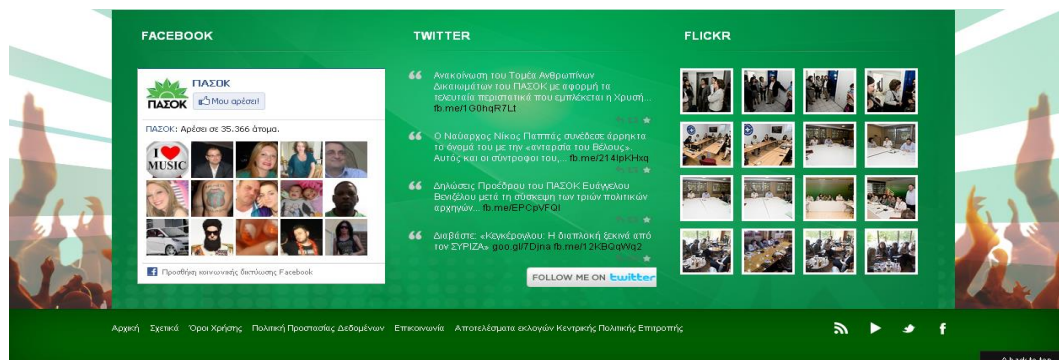 FACEBOOK
ΠΑΣΟΚ
ΠΑΣΟΚ
Μου αρέσει!
ΠΑΣΟΚ: Αρέσει σε 35.366 άτομα.
I ♥
MUSIC
Προσθήκη κοινωνικής δικτύωσης Facebook
TWITTER
Ανακοίνωση του Τομέα Ανθρωπίνων
Δικαιωμάτων του ΠΑΣΟΚ με αφορμή τα
τελευταία περιστατικά που εμπλέκεται η Χρυσή...
fb.me/1G0hqR7Lt
Ο Ναύαρχος Νίκος Παππάς συνέδεσε άρρηκτα
το όνομά του με την «ανταρσία του Βέλους».
Αυτός και οι σύντροφοι του,... fb.me/214IpKHxq
Δηλώσεις Προέδρου του ΠΑΣΟΚ Ευάγγελου
Βενιζέλου μετά τη σύσκεψη των τριών πολιτικών
αρχηγών... fb.me/EPCpVFQI
Διαβάστε: «Κεγκέρογλου: Η διαπλοκή ξεκινά από
τον ΣΥΡΙΖΑ» goo.gl/7Djna fb.me/12KBQqWq2
FOLLOW ME ON twitter
FLICKR
Αρχική Σχετικά Όροι Χρήσης Πολιτική Προστασίας Δεδομένων Επικοινωνία Αποτελέσματα εκλογών Κεντρικής Πολιτικής Επιτροπής